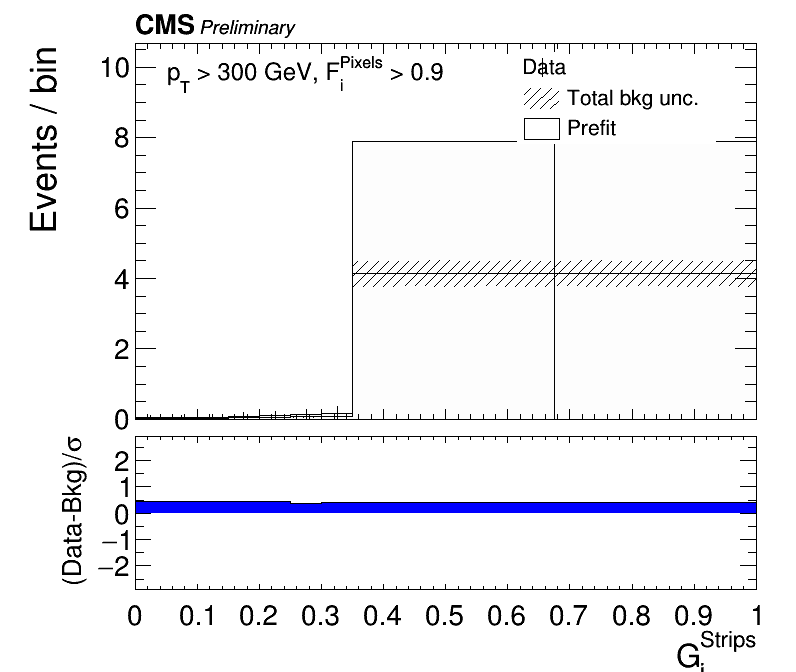 CMS Preliminary
Events / bin
10
8
6
4
2
0
p_T > 300 GeV, F_i^Pixels > 0.9
Data
Total bkg unc.
Prefit
(Data-Bkg)/σ
2
1
0
−1
−2
0 0.1 0.2 0.3 0.4 0.5 0.6 0.7 0.8 0.9 1
G_i^Strips